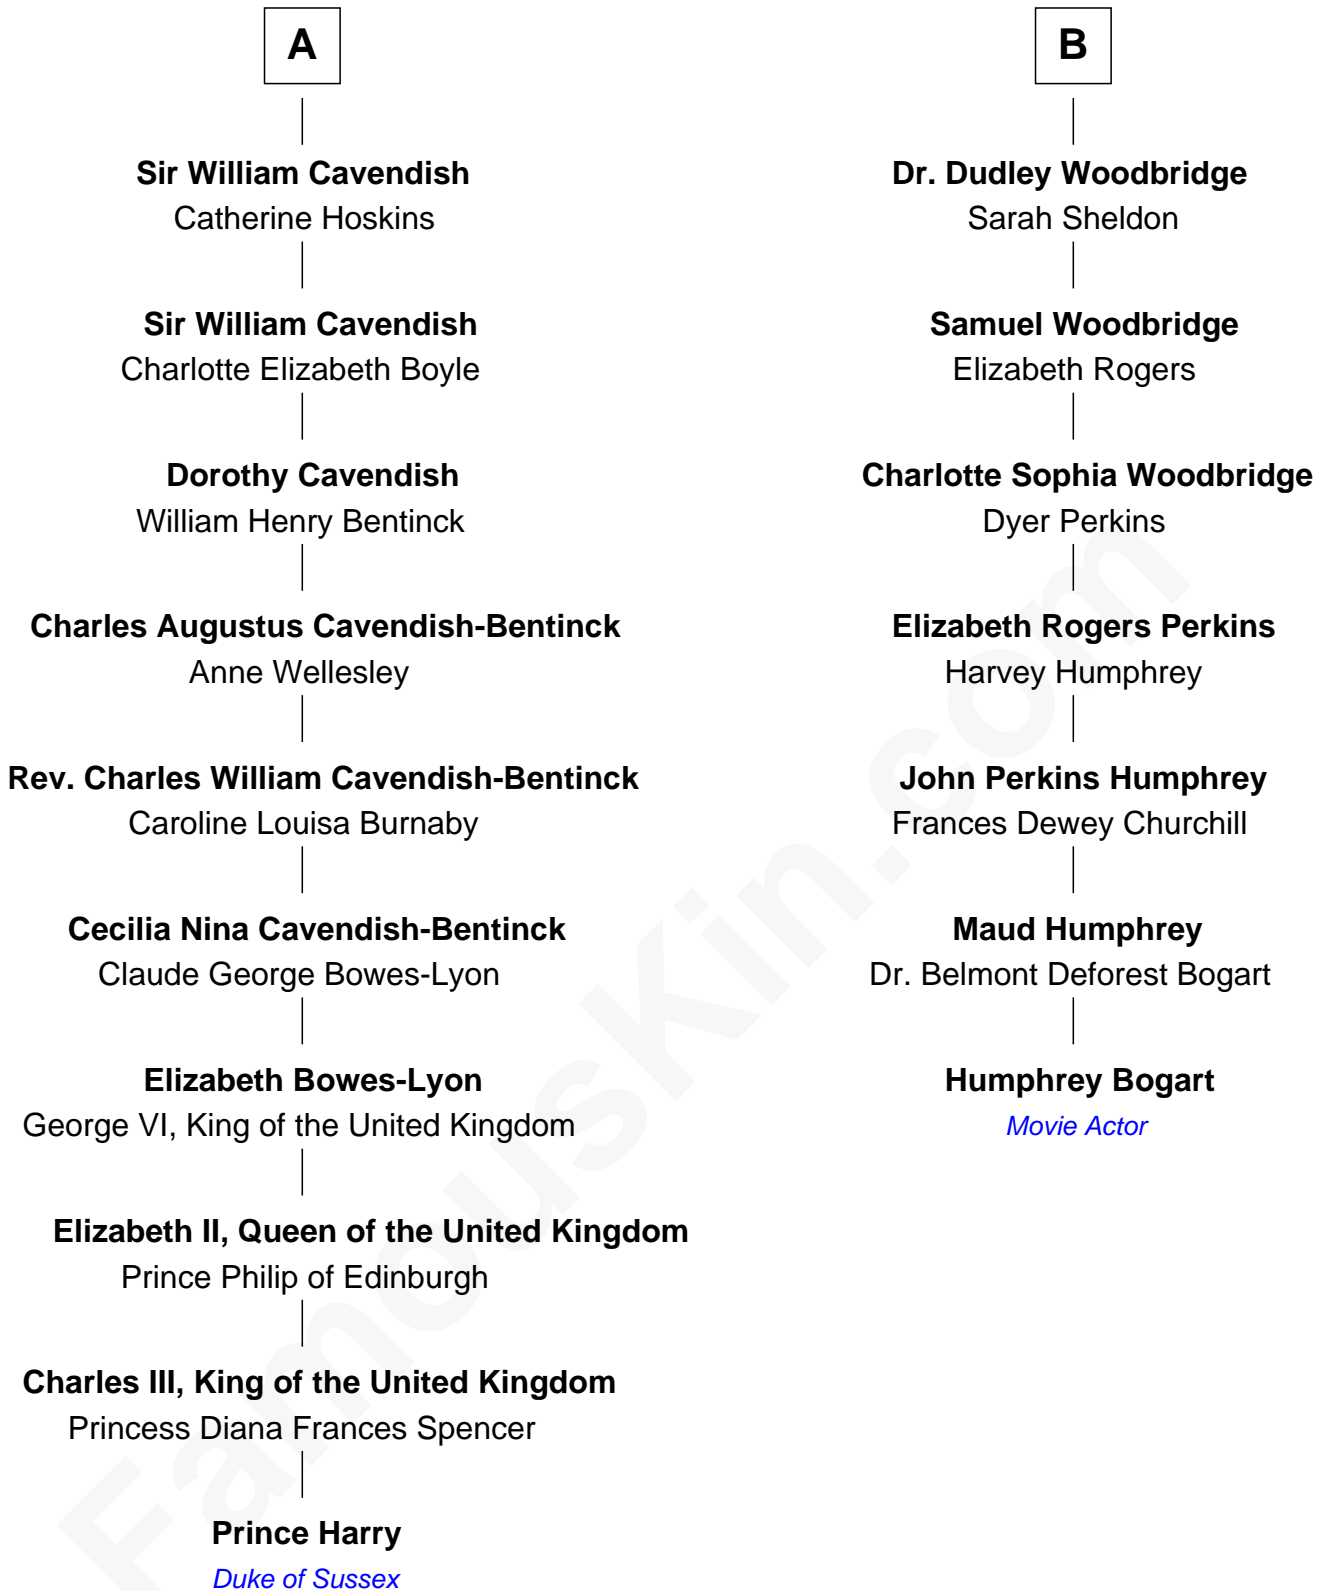 A
Sir William Cavendish
Catherine Hoskins
Sir William Cavendish
Charlotte Elizabeth Boyle
Dorothy Cavendish
William Henry Bentinck
Charles Augustus Cavendish-Bentinck
Anne Wellesley
Rev. Charles William Cavendish-Bentinck
Caroline Louisa Burnaby
Cecilia Nina Cavendish-Bentinck
Claude George Bowes-Lyon
Elizabeth Bowes-Lyon
George VI, King of the United Kingdom
Elizabeth II, Queen of the United Kingdom
Prince Philip of Edinburgh
Charles III, King of the United Kingdom
Princess Diana Frances Spencer
Prince Harry
Duke of Sussex
B
Dr. Dudley Woodbridge
Sarah Sheldon
Samuel Woodbridge
Elizabeth Rogers
Charlotte Sophia Woodbridge
Dyer Perkins
Elizabeth Rogers Perkins
Harvey Humphrey
John Perkins Humphrey
Frances Dewey Churchill
Maud Humphrey
Dr. Belmont Deforest Bogart
Humphrey Bogart
Movie Actor
FamousKin.com